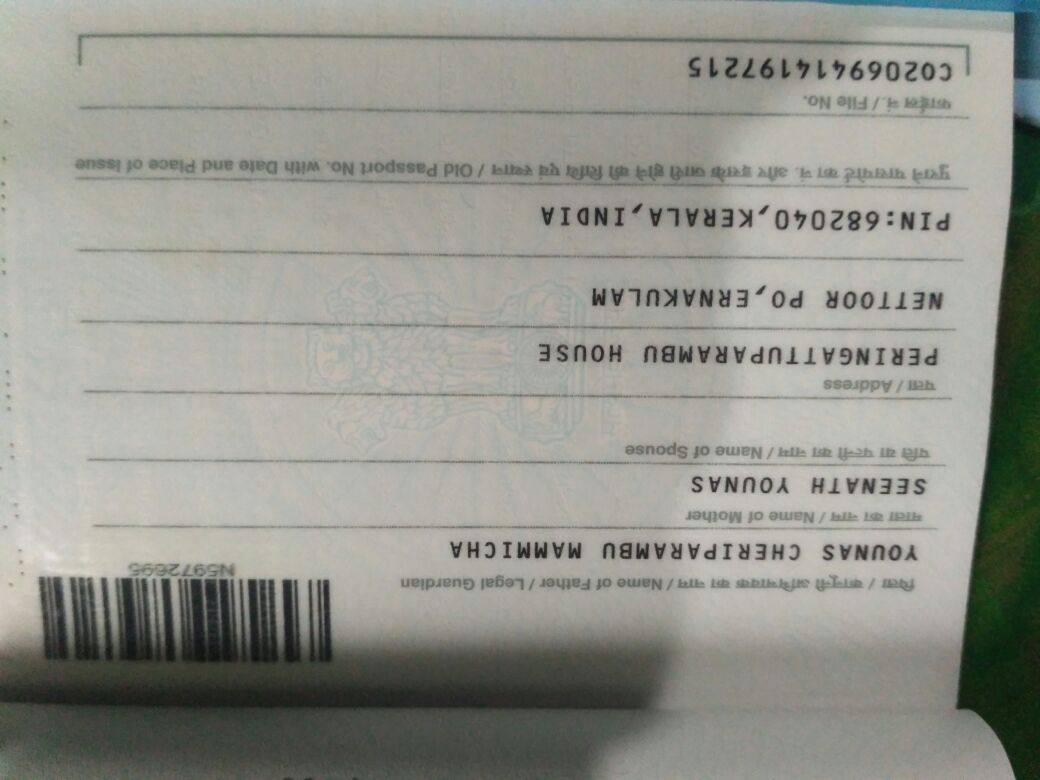 N5972695
पिता / कानूनी अभिभावक का नाम / Name of Father / Legal Guardian
YOUNAS CHERIPARAMBU MAMMICHA
माता का नाम / Name of Mother
SEENATH YOUNAS
पति या पत्नी का नाम / Name of Spouse
पता / Address
PERINGATTUPARAMBU HOUSE
NETTOOR PO,ERNAKULAM
PIN:682040,KERALA,INDIA
पुराने पासपोर्ट का नं. और इसके जारी होने की तिथि एवं स्थान / Old Passport No. with Date and Place of Issue
फाईल नं. / File No.
CO2069414197215